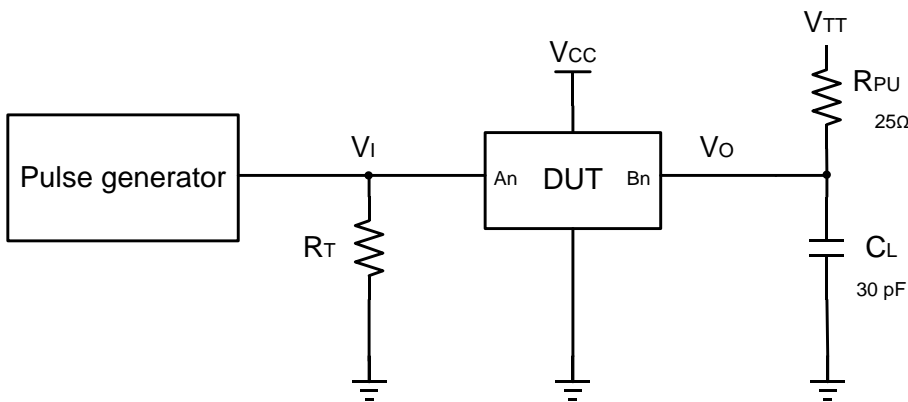 VTT
VCC
RPU
25Ω
VI
VO
Pulse generator
An
DUT
Bn
RT
CL
30 pF